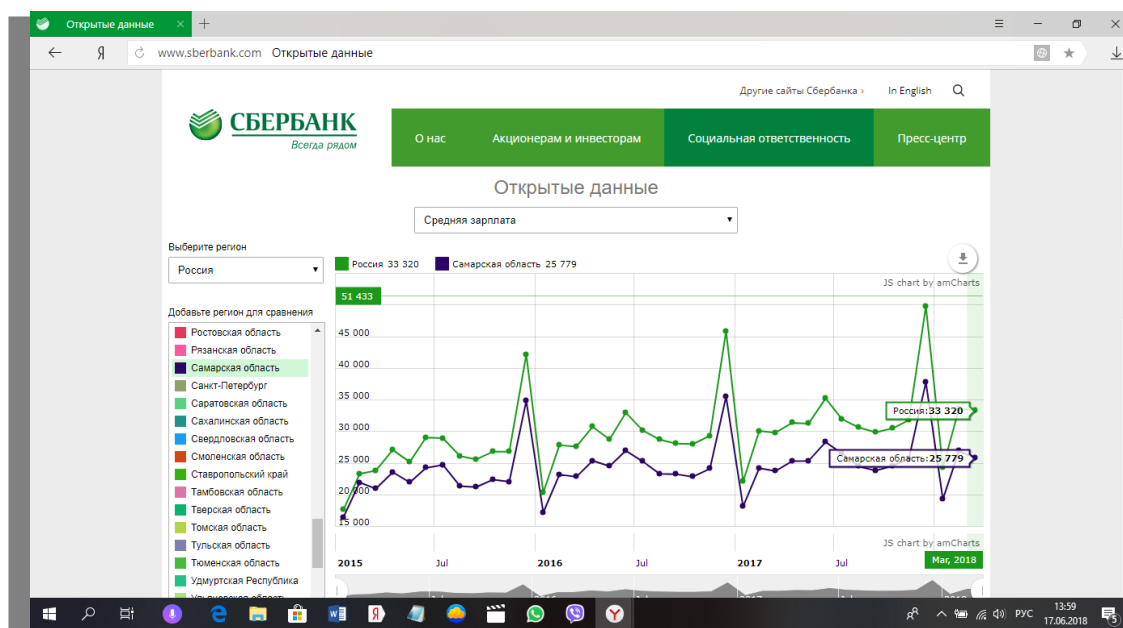 Открытые данные
www.sberbank.com Открытые данные
Другие сайты Сбербанка › In English
СБЕРБАНК
Всегда рядом
О нас Акционерам и инвесторам Социальная ответственность Пресс-центр
Открытые данные
Средняя зарплата
Выберите регион
Россия
Россия 33 320 Самарская область 25 779
JS chart by amCharts
51 433
Добавьте регион для сравнения
Ростовская область
Рязанская область
Самарская область
Санкт-Петербург
Саратовская область
Сахалинская область
Свердловская область
Смоленская область
Ставропольский край
Тамбовская область
Тверская область
Томская область
Тульская область
Тюменская область
Удмуртская Республика
Ульяновская область
45 000
40 000
35 000
30 000
25 000
20 000
15 000
Россия:33 320
Самарская область:25 779
JS chart by amCharts
2015 Jul 2016 Jul 2017 Jul Mar, 2018
13:59
РУС
17.06.2018